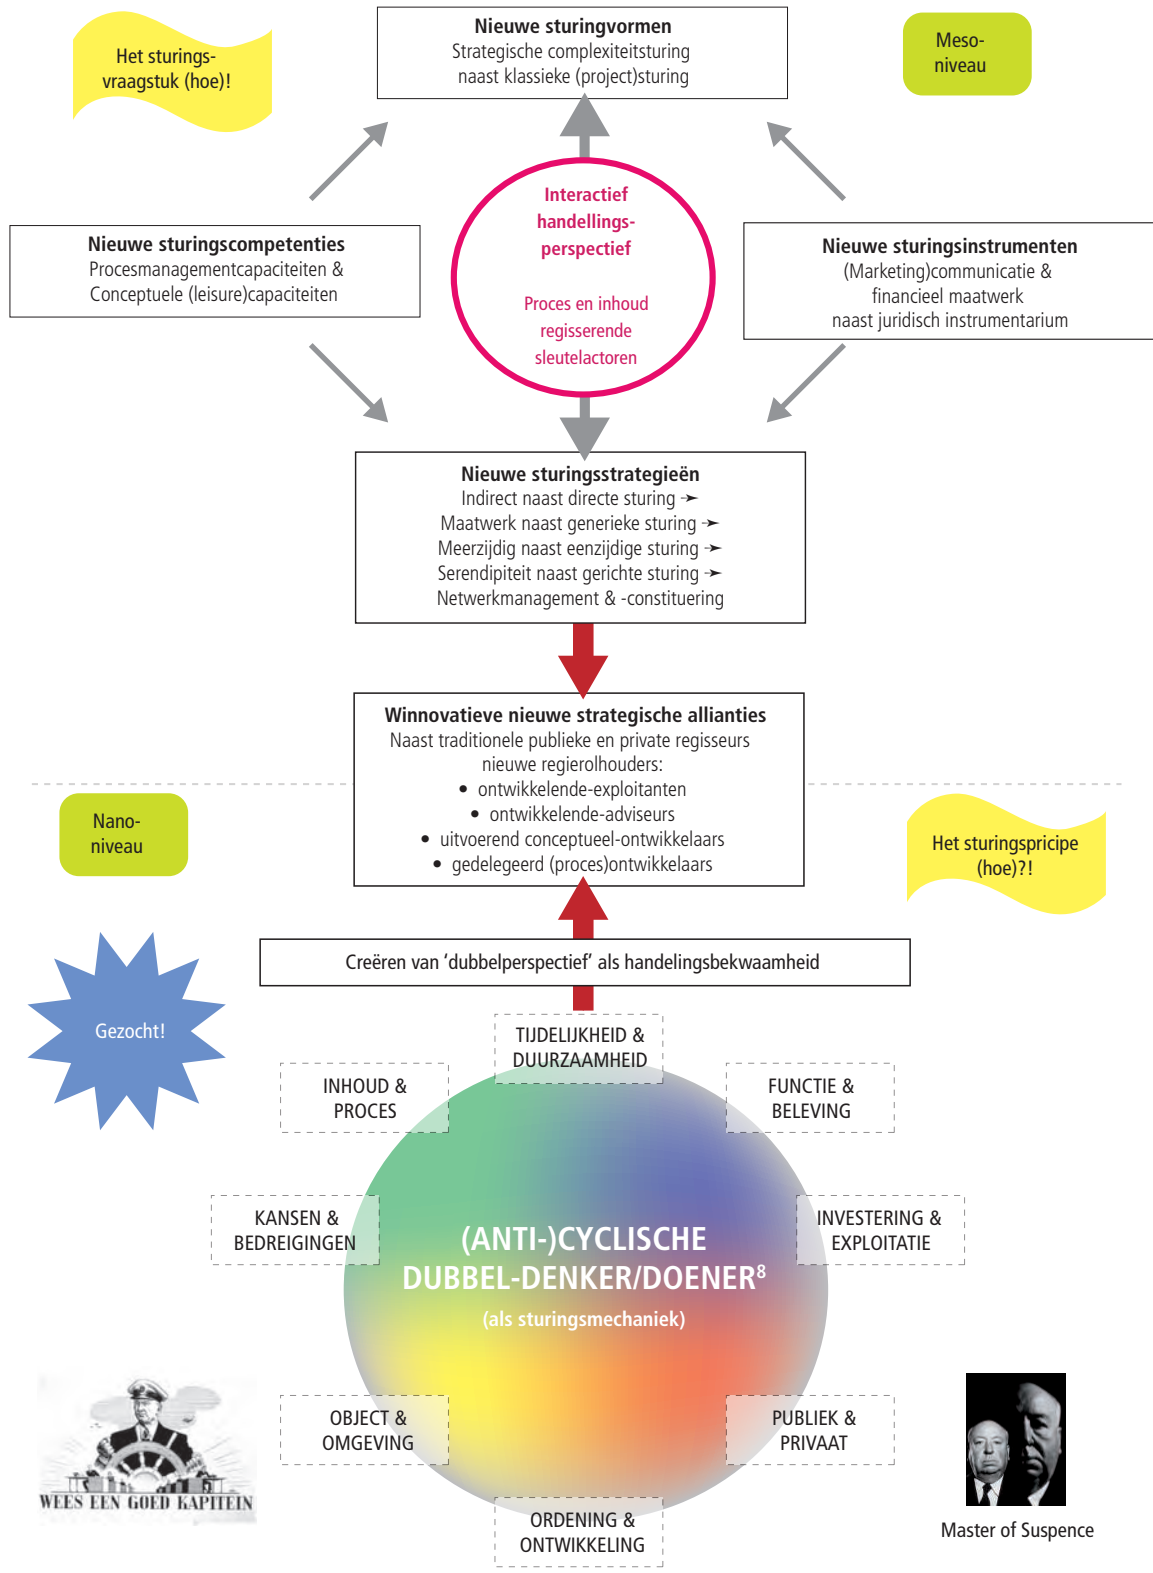 Het sturings-
vraagstuk (hoe)!
Nieuwe sturingvormen
Strategische complexiteitsturing
naast klassieke (project)sturing
Meso-
niveau
Nieuwe sturingscompetenties
Procesmanagementcapaciteiten &
Conceptuele (leisure)capaciteiten
Interactief
handellings-
perspectief
Proces en inhoud
regisserende
sleutelactoren
Nieuwe sturingsinstrumenten
(Marketing)communicatie &
financieel maatwerk
naast juridisch instrumentarium
Nieuwe sturingsstrategieën
Indirect naast directe sturing ➛
Maatwerk naast generieke sturing ➛
Meerzijdig naast eenzijdige sturing ➛
Serendipiteit naast gerichte sturing ➛
Netwerkmanagement & -constituering
Winnovatieve nieuwe strategische allianties
Naast traditionele publieke en private regisseurs
nieuwe regierolhouders:
• ontwikkelende-exploitanten
• ontwikkelende-adviseurs
• uitvoerend conceptueel-ontwikkelaars
• gedelegeerd (proces)ontwikkelaars
Nano-
niveau
Het sturingspricipe
(hoe)?!
Creëren van ‘dubbelperspectief’ als handelingsbekwaamheid
Gezocht!
TIJDELIJKHEID &
DUURZAAMHEID
INHOUD &
PROCES
FUNCTIE &
BELEVING
KANSEN &
BEDREIGINGEN
INVESTERING &
EXPLOITATIE
(ANTI-)CYCLISCHE
DUBBEL-DENKER/DOENER⁸
(als sturingsmechaniek)
OBJECT &
OMGEVING
PUBLIEK &
PRIVAAT
ORDENING &
ONTWIKKELING
WEES EEN GOED KAPITEIN
Master of Suspence